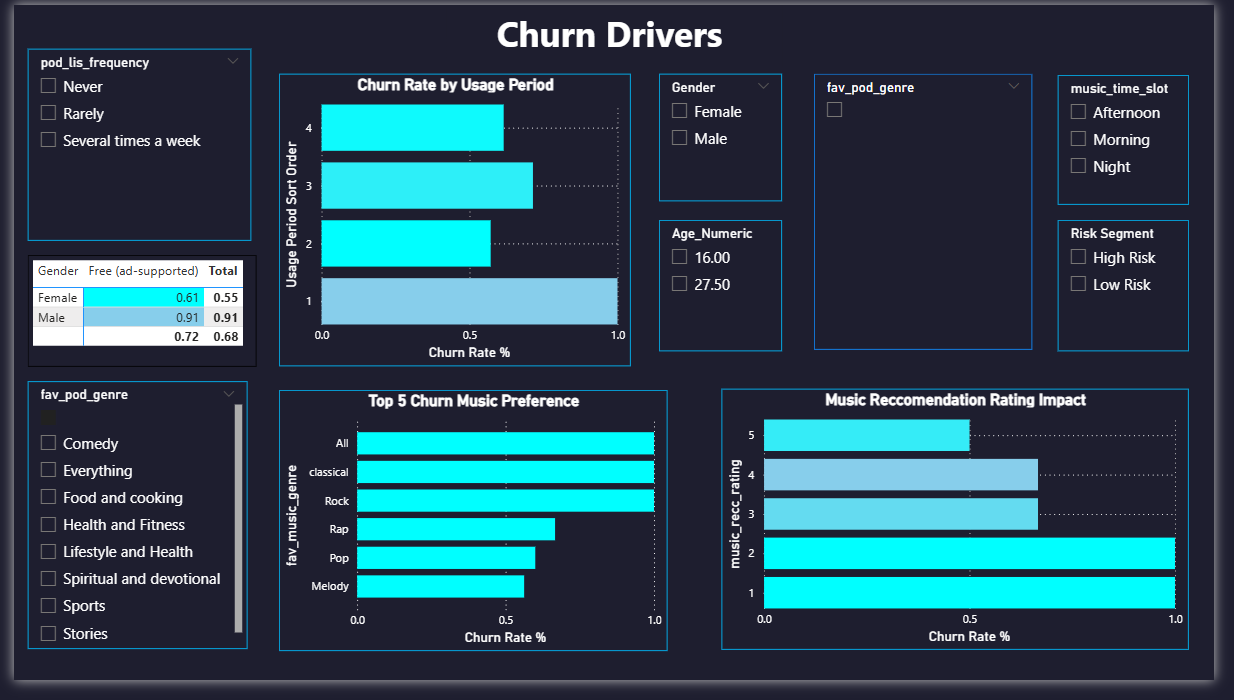 Churn Drivers
pod_lis_frequency
Never
Rarely
Several times a week
Churn Rate by Usage Period
Usage Period Sort Order
4
3
2
1
0.0 0.5 1.0
Churn Rate %
Gender
Female
Male
fav_pod_genre
music_time_slot
Afternoon
Morning
Night
Age_Numeric
16.00
27.50
Risk Segment
High Risk
Low Risk
Gender Free (ad-supported) Total
Female 0.61 0.55
Male 0.91 0.91
0.72 0.68
fav_pod_genre
Comedy
Everything
Food and cooking
Health and Fitness
Lifestyle and Health
Spiritual and devotional
Sports
Stories
Top 5 Churn Music Preference
fav_music_genre
All
classical
Rock
Rap
Pop
Melody
0.0 0.5 1.0
Churn Rate %
Music Reccomendation Rating Impact
music_recc_rating
5
4
3
2
1
0.0 0.5 1.0
Churn Rate %